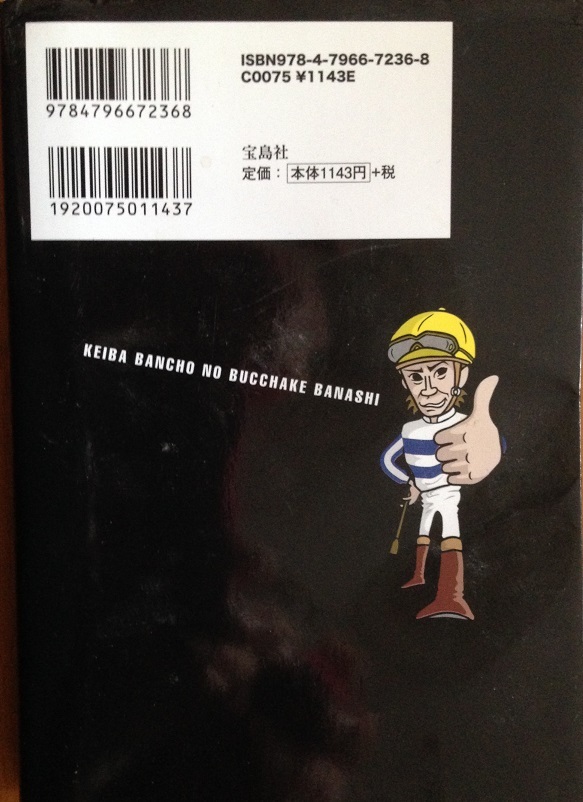 ISBN978-4-7966-7236-8
C0075 ¥1143E
9784796672368
宝島社
定価：本体1143円+税
1920075011437
KEIBA BANCHO NO BUCCHAKE BANASHI